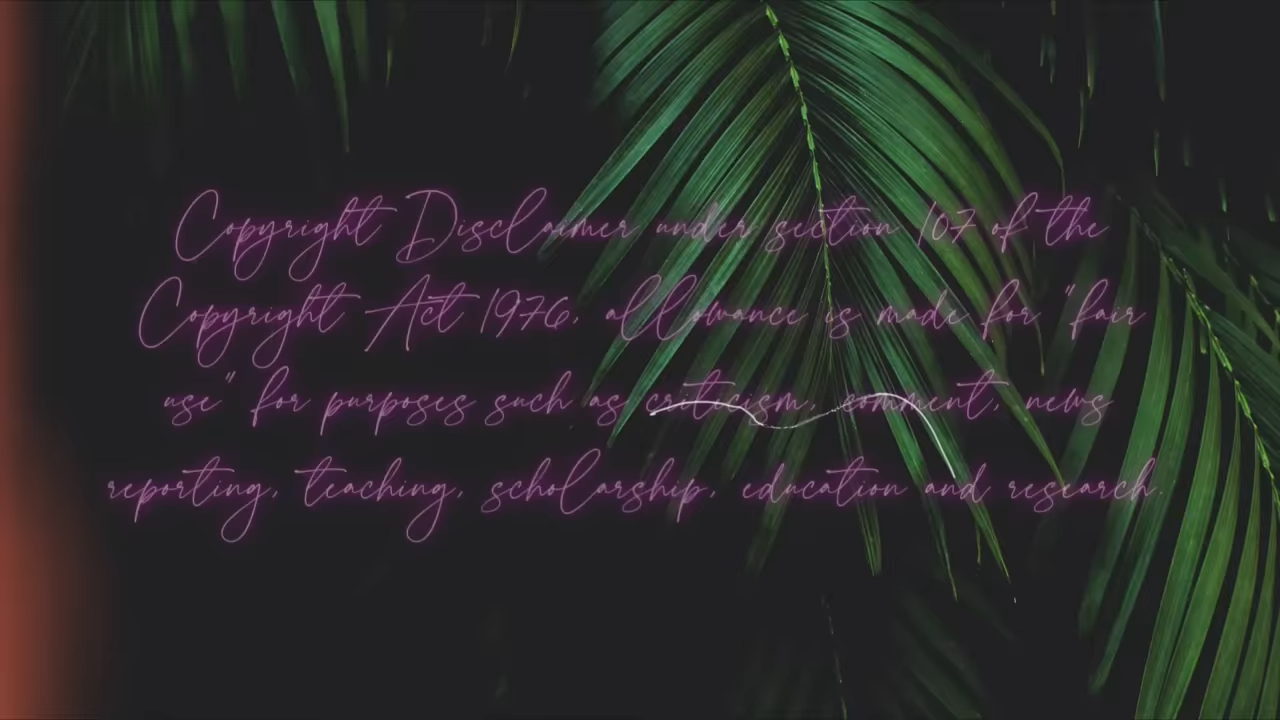 Copyright Disclaimer under section 107 of the
Copyright Act 1976, allowance is made for "fair
use" for purposes such as criticism, comment, news
reporting, teaching, scholarship, education and research.